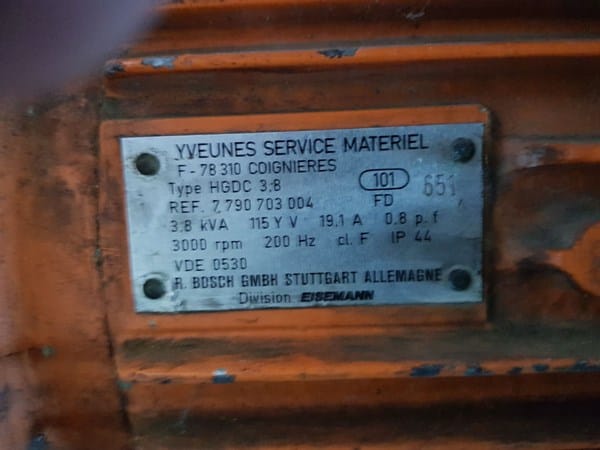 YVEUNES SERVICE MATERIEL
F - 78 310 COIGNIERES
Type HGDC 3,8 101 651
REF. 7 790 703 004 FD
3,8 kVA 115 Y V 19,1 A 0.8 p.f
3000 rpm 200 Hz cl. F IP 44
VDE 0530
R. BOSCH GMBH STUTTGART ALLEMAGNE
Division EISEMANN